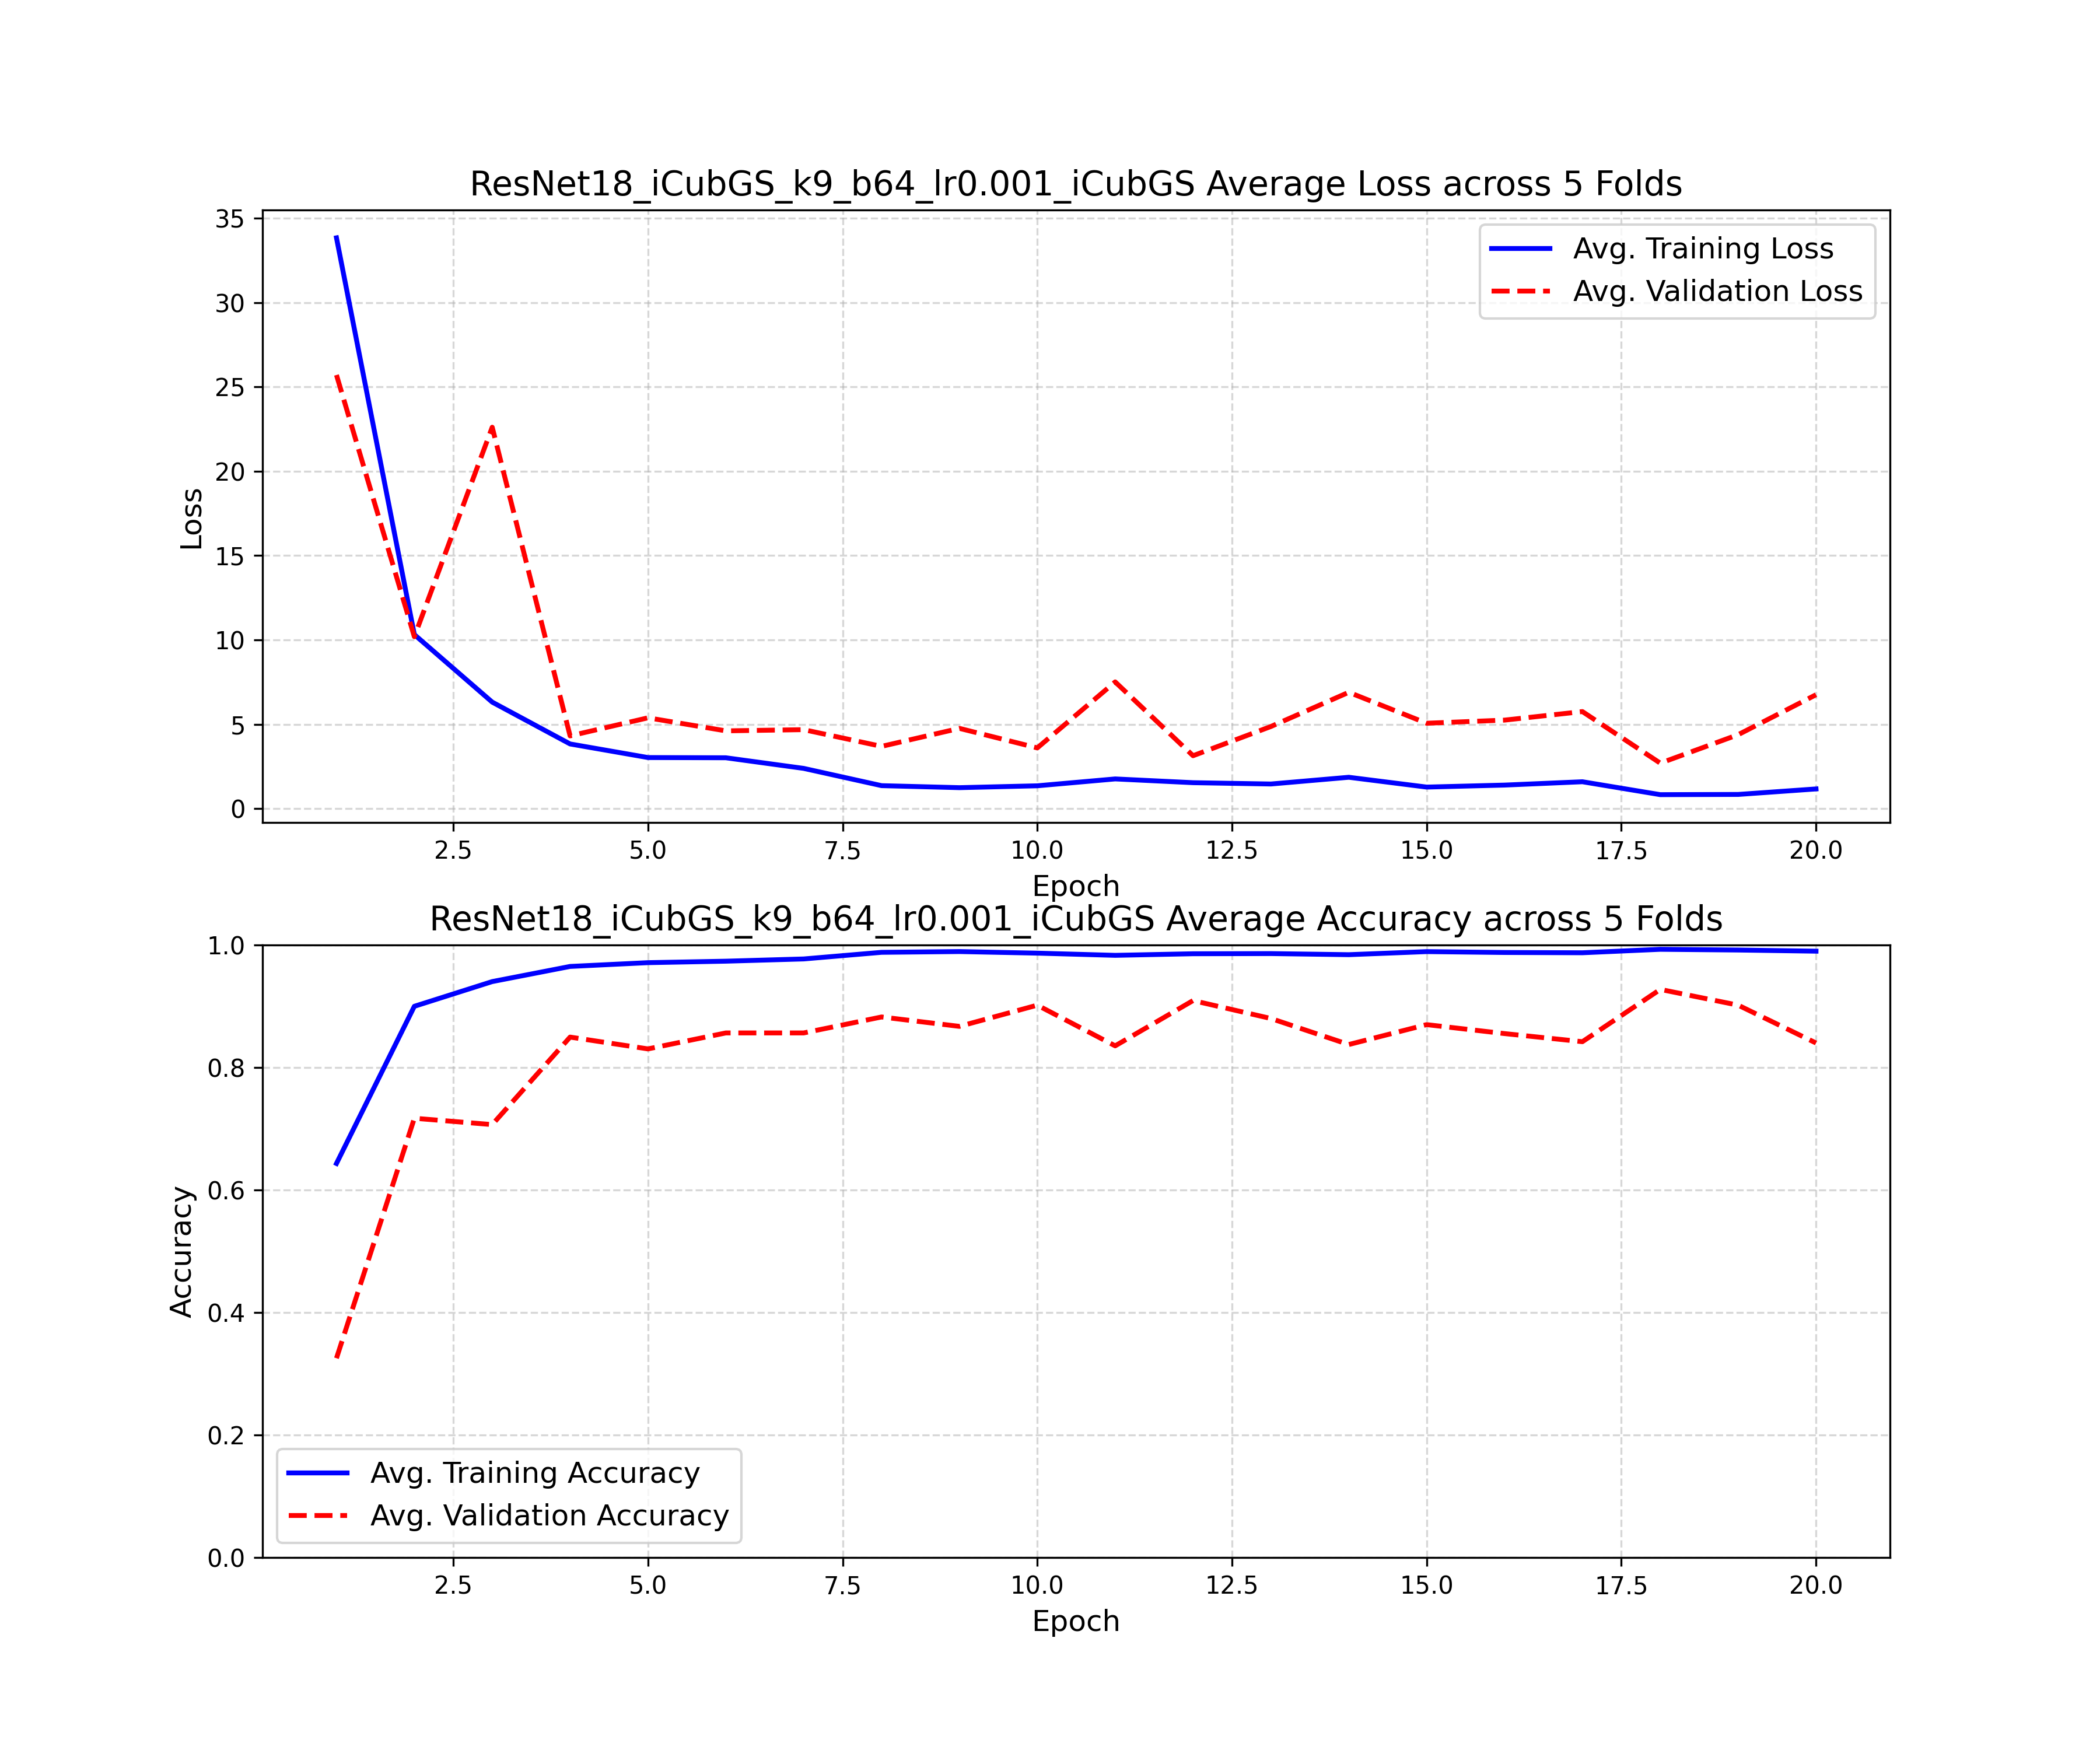 ResNet18_iCubGS_k9_b64_lr0.001_iCubGS Average Loss across 5 Folds
35
30
25
20
15
10
5
0
Loss
Avg. Training Loss
Avg. Validation Loss
2.5 5.0 7.5 10.0 12.5 15.0 17.5 20.0
Epoch
ResNet18_iCubGS_k9_b64_lr0.001_iCubGS Average Accuracy across 5 Folds
1.0
0.8
0.6
0.4
0.2
0.0
Accuracy
Avg. Training Accuracy
Avg. Validation Accuracy
2.5 5.0 7.5 10.0 12.5 15.0 17.5 20.0
Epoch